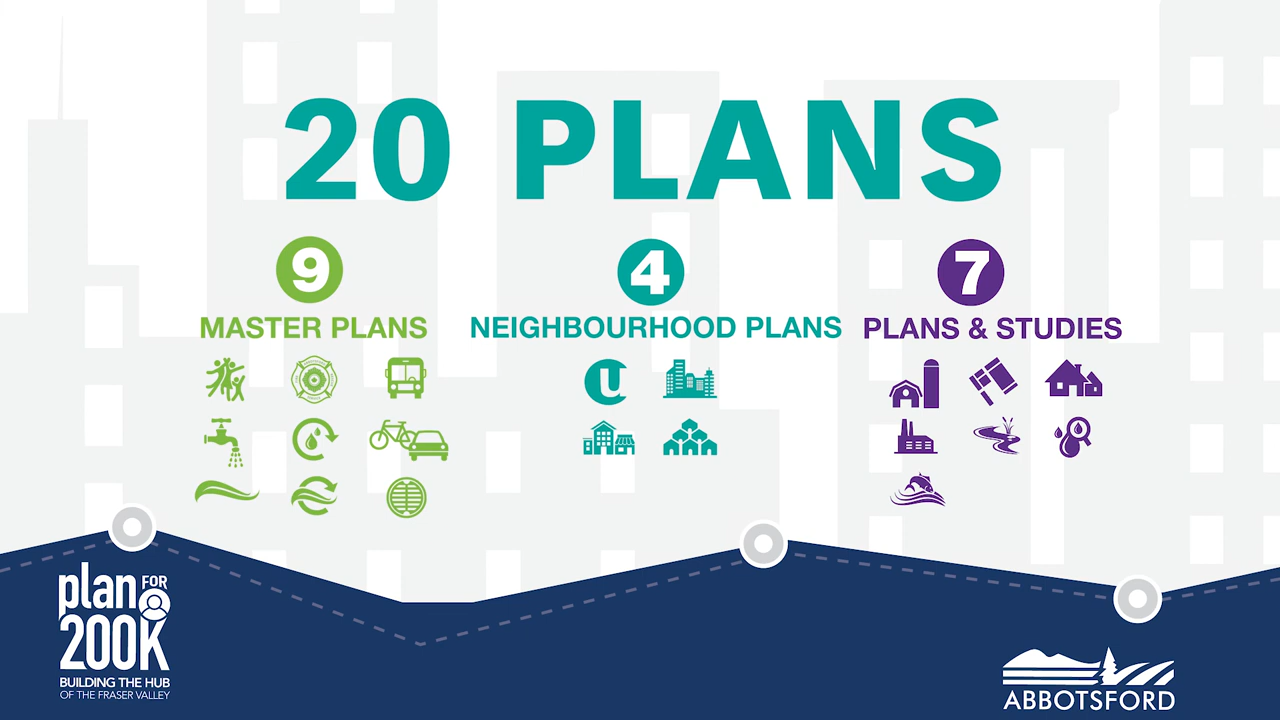 20 PLANS
9
MASTER PLANS
4
NEIGHBOURHOOD PLANS
7
PLANS & STUDIES
u
plan FOR
200K
BUILDING THE HUB
OF THE FRASER VALLEY
ABBOTSFORD